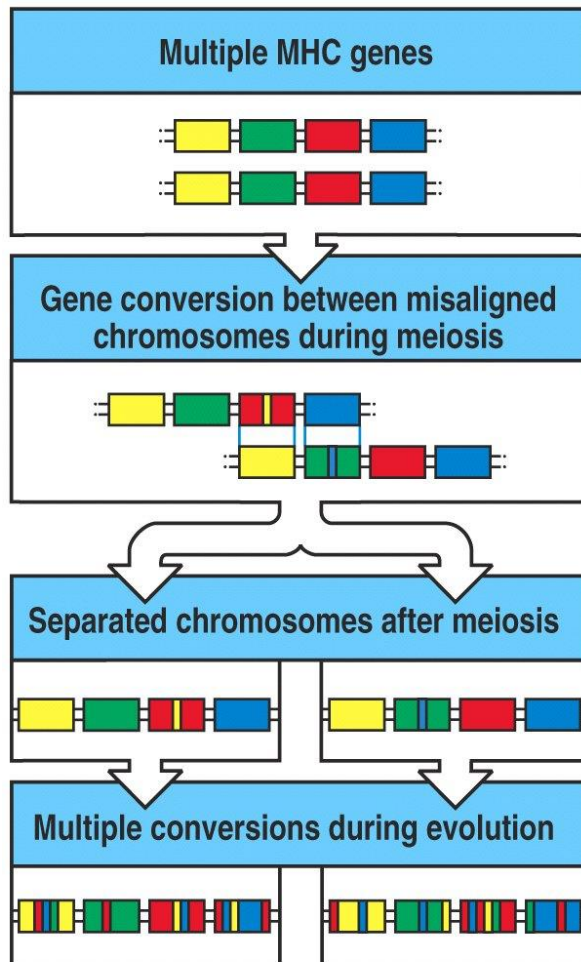 Multiple MHC genes
Gene conversion between misaligned
chromosomes during meiosis
Separated chromosomes after meiosis
Multiple conversions during evolution